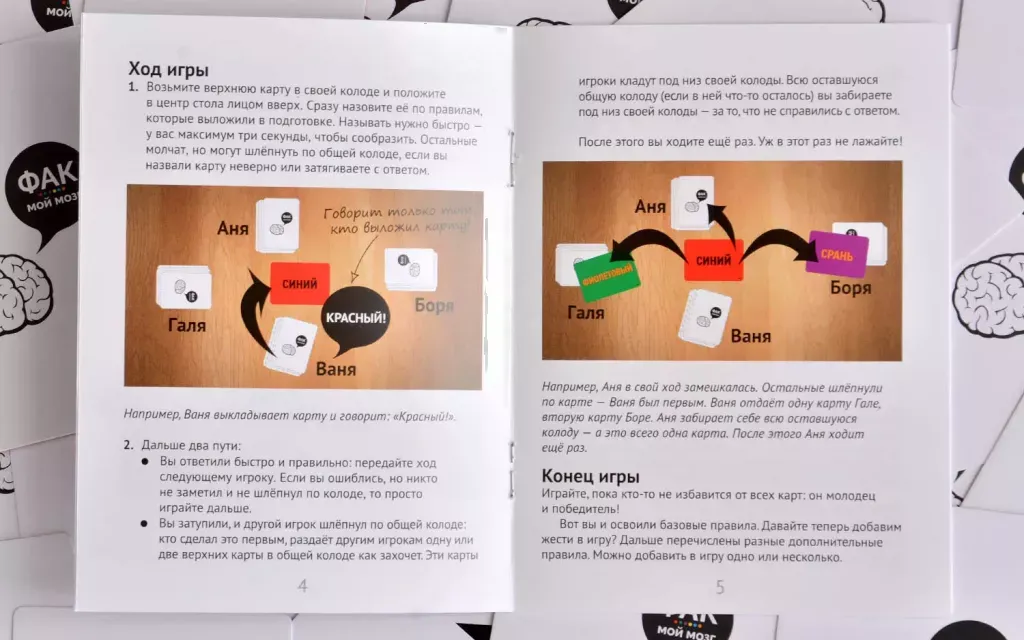 Ход игры
1. Возьмите верхнюю карту в своей колоде и положите
в центр стола лицом вверх. Сразу назовите её по правилам,
которые выложили в подготовке. Называть нужно быстро —
у вас максимум три секунды, чтобы сообразить. Остальные
молчат, но могут шлёпнуть по общей колоде, если вы
назвали карту неверно или затягиваете с ответом.
Говорит только тот,
кто выложил карту!
Аня
СИНИЙ
Галя
КРАСНЫЙ!
Боря
Ваня
Например, Ваня выкладывает карту и говорит: «Красный!».
2. Дальше два пути:
● Вы ответили быстро и правильно: передайте ход
следующему игроку. Если вы ошиблись, но никто
не заметил и не шлёпнул по колоде, то просто
играйте дальше.
● Вы затупили, и другой игрок шлёпнул по общей колоде:
кто сделал это первым, раздаёт другим игрокам одну или
две верхних карты в общей колоде как захочет. Эти карты
4
игроки кладут под низ своей колоды. Всю оставшуюся
общую колоду (если в ней что-то осталось) вы забираете
под низ своей колоды — за то, что не справились с ответом.
После этого вы ходите ещё раз. Уж в этот раз не лажайте!
Аня
ФИОЛЕТОВЫЙ
СИНИЙ
СРАНЬ
Галя
Боря
Ваня
Например, Аня в свой ход замешкалась. Остальные шлёпнули
по карте — Ваня был первым. Ваня отдаёт одну карту Гале,
вторую карту Боре. Аня забирает себе всю оставшуюся
колоду — а это всего одна карта. После этого Аня ходит
ещё раз.
Конец игры
Играйте, пока кто-то не избавится от всех карт: он молодец
и победитель!
Вот вы и освоили базовые правила. Давайте теперь добавим
жести в игру? Дальше перечислены разные дополнительные
правила. Можно добавить в игру одно или несколько.
5
ФАК
МОЙ МОЗГ
МОЙ МОЗГ
ФАК
МОЙ МОЗГ